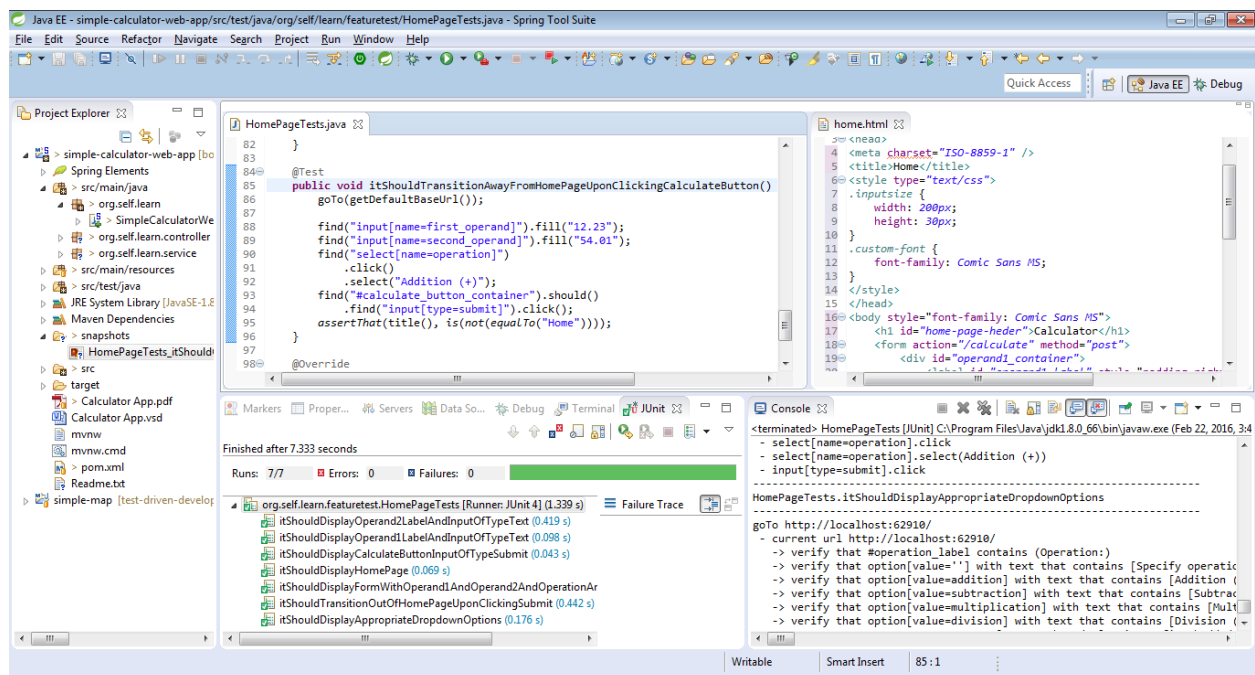 Java EE - simple-calculator-web-app/src/test/java/org/self/learn/featuretest/HomePageTests.java - Spring Tool Suite
File Edit Source Refactor Navigate Search Project Run Window Help
Quick Access Java EE Debug
Project Explorer
> simple-calculator-web-app [bo
Spring Elements
> src/main/java
> org.self.learn
> SimpleCalculatorWe
> org.self.learn.controller
> org.self.learn.service
> src/main/resources
> src/test/java
JRE System Library [JavaSE-1.8
Maven Dependencies
> snapshots
HomePageTests_itShould
> src
target
> Calculator App.pdf
Calculator App.vsd
mvnw
mvnw.cmd
> pom.xml
Readme.txt
simple-map [test-driven-develop
HomePageTests.java
82 }
83
84 @Test
85 public void itShouldTransitionAwayFromHomePageUponClickingCalculateButton()
86 goTo(getDefaultBaseUrl());
87
88 find("input[name=first_operand]").fill("12.23");
89 find("input[name=second_operand]").fill("54.01");
90 find("select[name=operation]")
91 .click()
92 .select("Addition (+)");
93 find("#calculate_button_container").should()
94 .find("input[type=submit]").click();
95 assertThat(title(), is(not(equalTo("Home"))));
96 }
97
98 @Override
home.html
3 <head>
4 <meta charset="ISO-8859-1" />
5 <title>Home</title>
6 <style type="text/css">
7 .inputsize {
8 width: 200px;
9 height: 30px;
10 }
11 .custom-font {
12 font-family: Comic Sans MS;
13 }
14 </style>
15 </head>
16 <body style="font-family: Comic Sans MS">
17 <h1 id="home-page-heder">Calculator</h1>
18 <form action="/calculate" method="post">
19 <div id="operand1_container">
Markers Proper... Servers Data So... Debug Terminal JUnit
Finished after 7.333 seconds
Runs: 7/7 Errors: 0 Failures: 0
org.self.learn.featuretest.HomePageTests [Runner: JUnit 4] (1.339 s)
Failure Trace
itShouldDisplayOperand2LabelAndInputOfTypeText (0.419 s)
itShouldDisplayOperand1LabelAndInputOfTypeText (0.098 s)
itShouldDisplayCalculateButtonInputOfTypeSubmit (0.043 s)
itShouldDisplayHomePage (0.069 s)
itShouldDisplayFormWithOperand1AndOperand2AndOperationAr
itShouldTransitionOutOfHomePageUponClickingSubmit (0.442 s)
itShouldDisplayAppropriateDropdownOptions (0.176 s)
Console
<terminated> HomePageTests [JUnit] C:\Program Files\Java\jdk1.8.0_66\bin\javaw.exe (Feb 22, 2016, 3:4
- select[name=operation].click
- select[name=operation].select(Addition (+))
- input[type=submit].click
HomePageTests.itShouldDisplayAppropriateDropdownOptions
goTo http://localhost:62910/
- current url http://localhost:62910/
-> verify that #operation_label contains (Operation:)
-> verify that option[value=''] with text that contains [Specify operatic
-> verify that option[value=addition] with text that contains [Addition (
-> verify that option[value=subtraction] with text that contains [Subtrac
-> verify that option[value=multiplication] with text that contains [Mult
-> verify that option[value=division] with text that contains [Division (
Writable Smart Insert 85 : 1